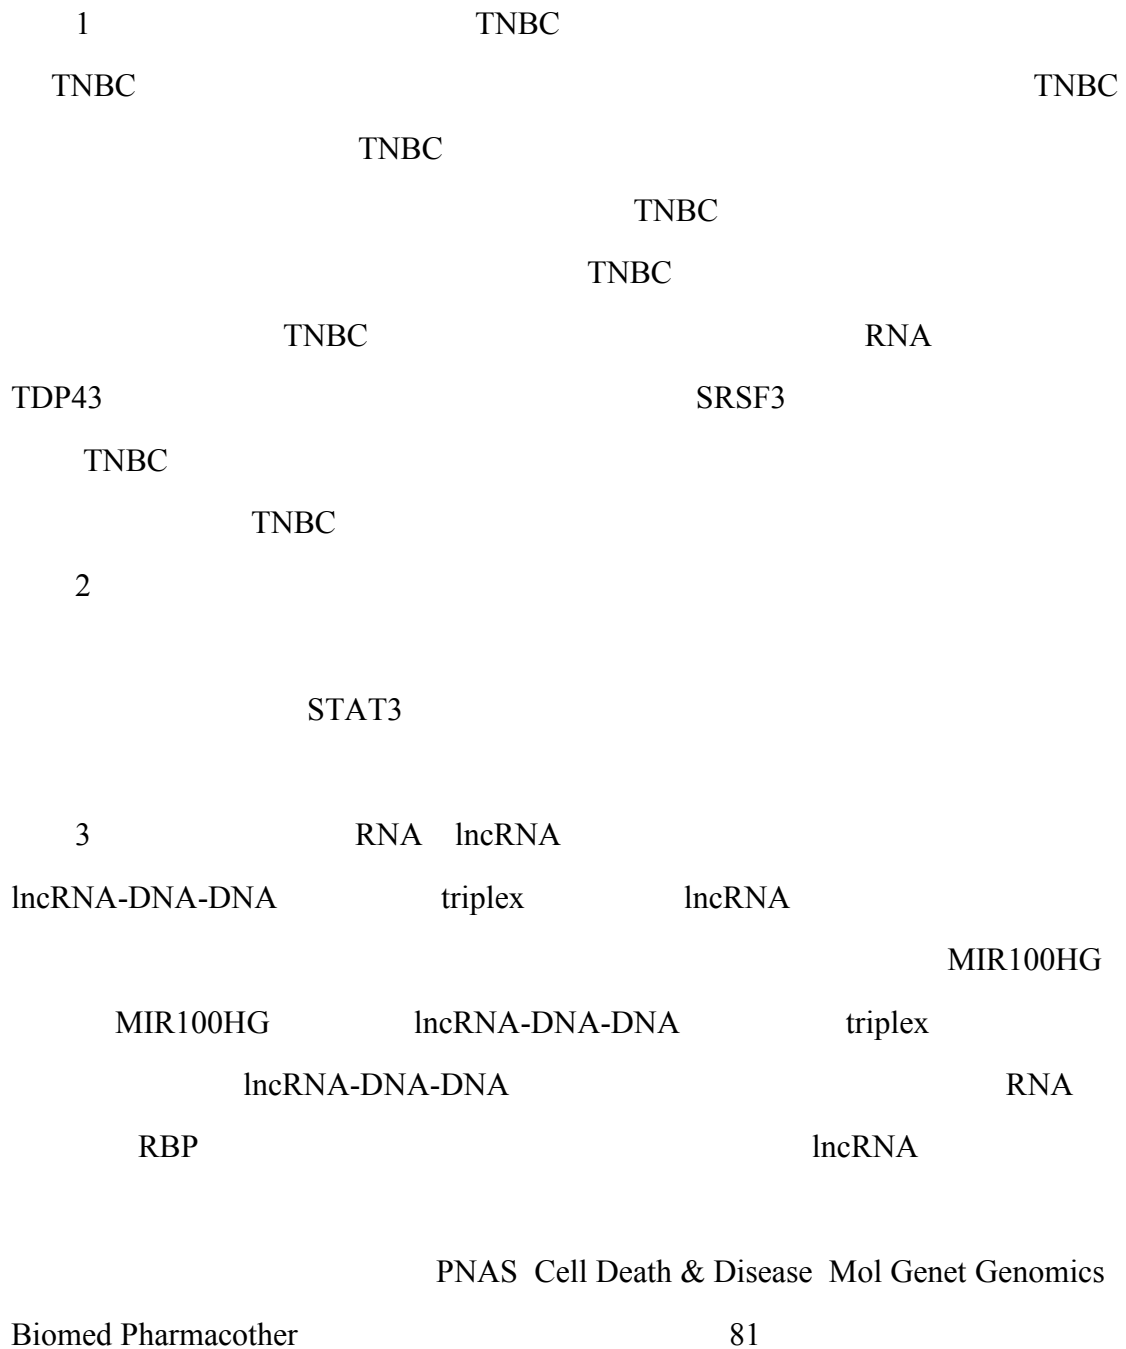 1 TNBC
TNBC TNBC
TNBC
TNBC
TNBC
TNBC RNA
TDP43 SRSF3
TNBC
TNBC
2
STAT3
3 RNA lncRNA
lncRNA-DNA-DNA triplex lncRNA
MIR100HG
MIR100HG lncRNA-DNA-DNA triplex
lncRNA-DNA-DNA RNA
RBP lncRNA
PNAS Cell Death & Disease Mol Genet Genomics
Biomed Pharmacother 81